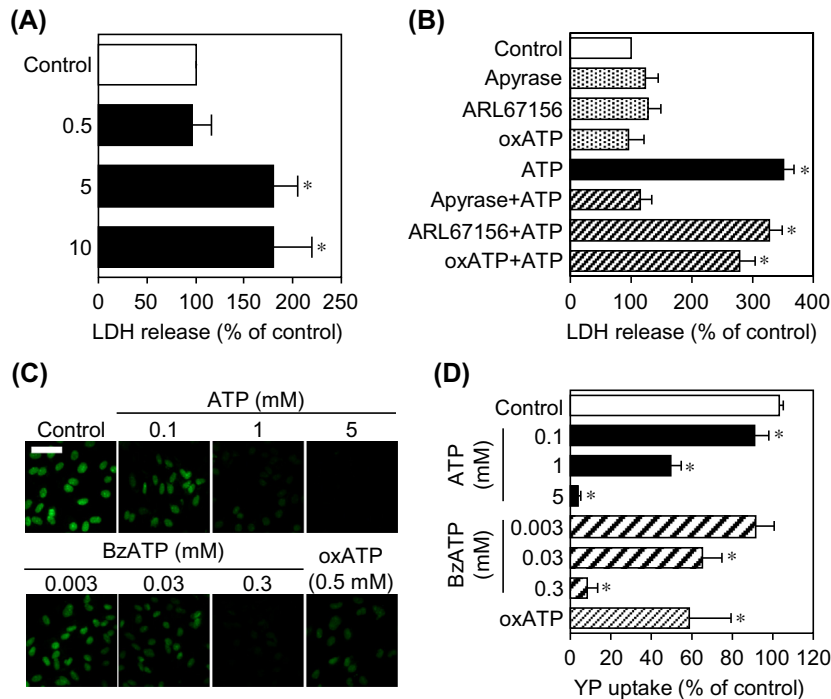 (A)
Control
0.5
*
5
*
10
0 50 100 150 200 250
LDH release (% of control)
(B)
Control
Apyrase
ARL67156
oxATP
ATP
*
Apyrase+ATP
ARL67156+ATP
*
oxATP+ATP
*
0 100 200 300 400
LDH release (% of control)
(C)
ATP (mM)
Control 0.1 1 5
BzATP (mM) oxATP
0.003 0.03 0.3 (0.5 mM)
(D)
Control
ATP
(mM)
0.1
*
1
*
5
*
BzATP
(mM)
0.003
0.03
*
0.3
*
oxATP
*
0 20 40 60 80 100 120
YP uptake (% of control)